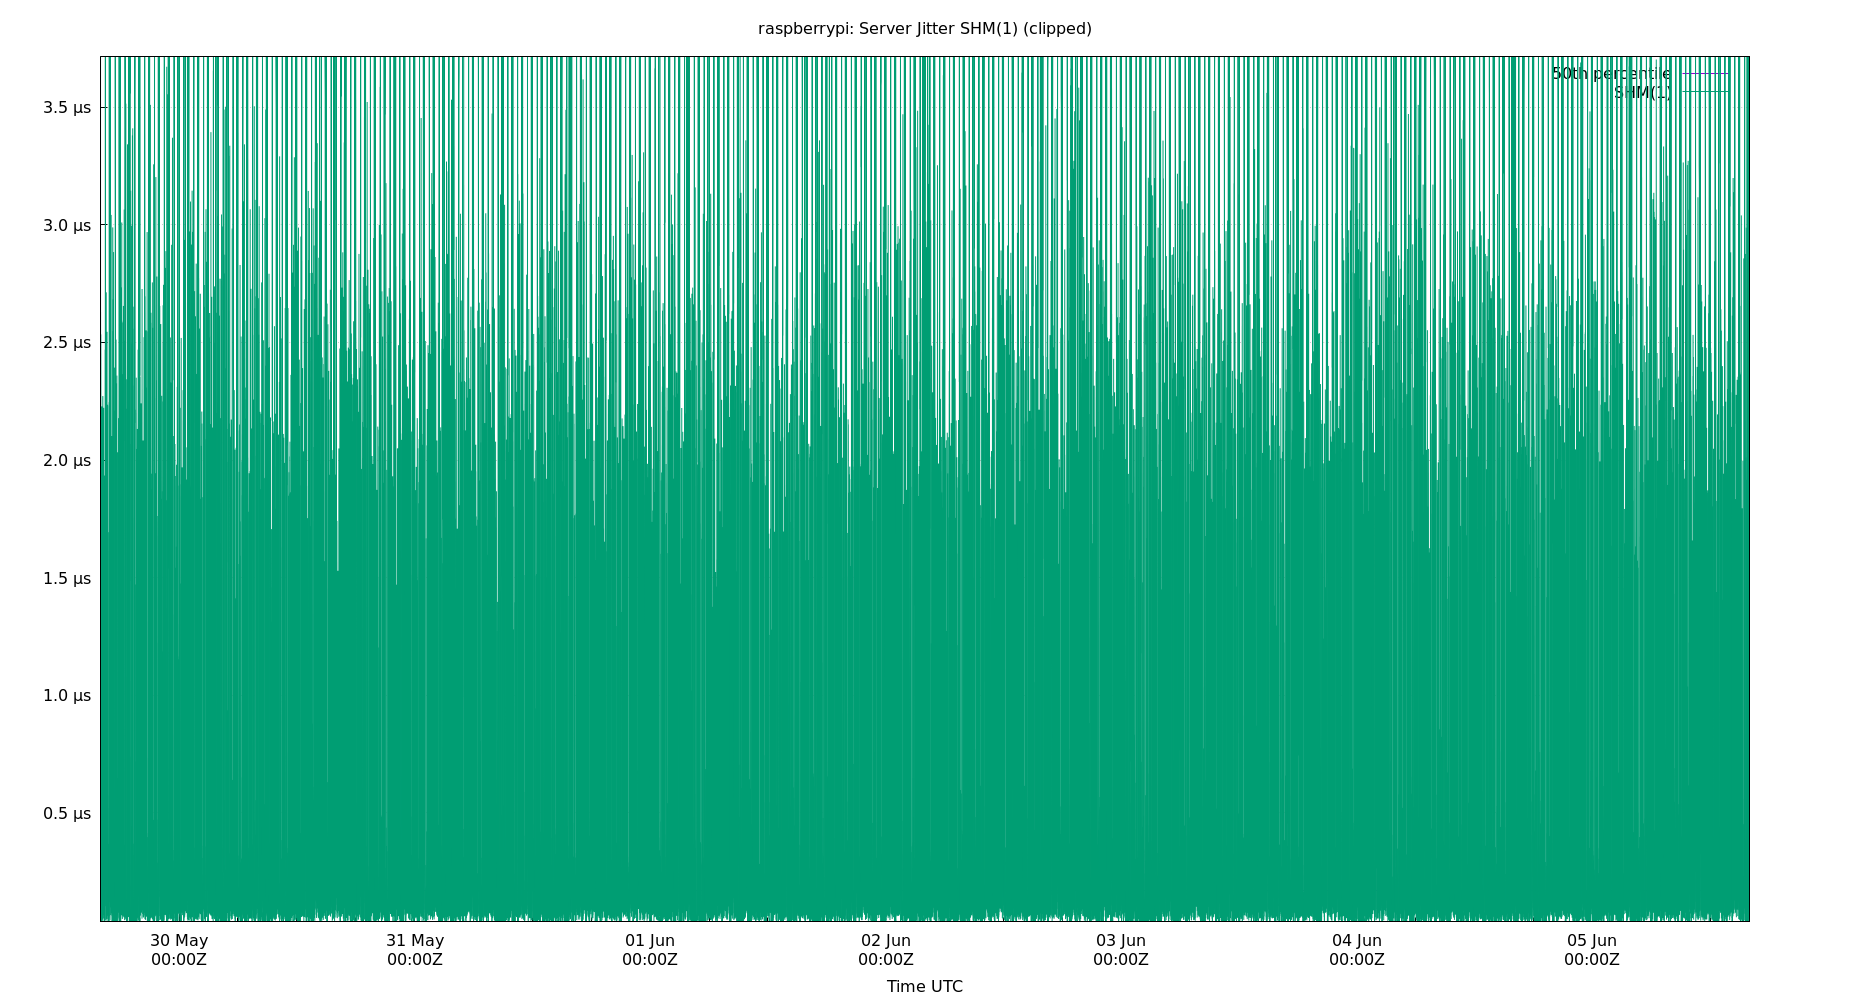 raspberrypi: Server Jitter SHM(1) (clipped)
50th percentile
SHM(1)
3.5 µs
3.0 µs
2.5 µs
2.0 µs
1.5 µs
1.0 µs
0.5 µs
30 May 31 May 01 Jun 02 Jun 03 Jun 04 Jun 05 Jun
00:00Z 00:00Z 00:00Z 00:00Z 00:00Z 00:00Z 00:00Z
Time UTC